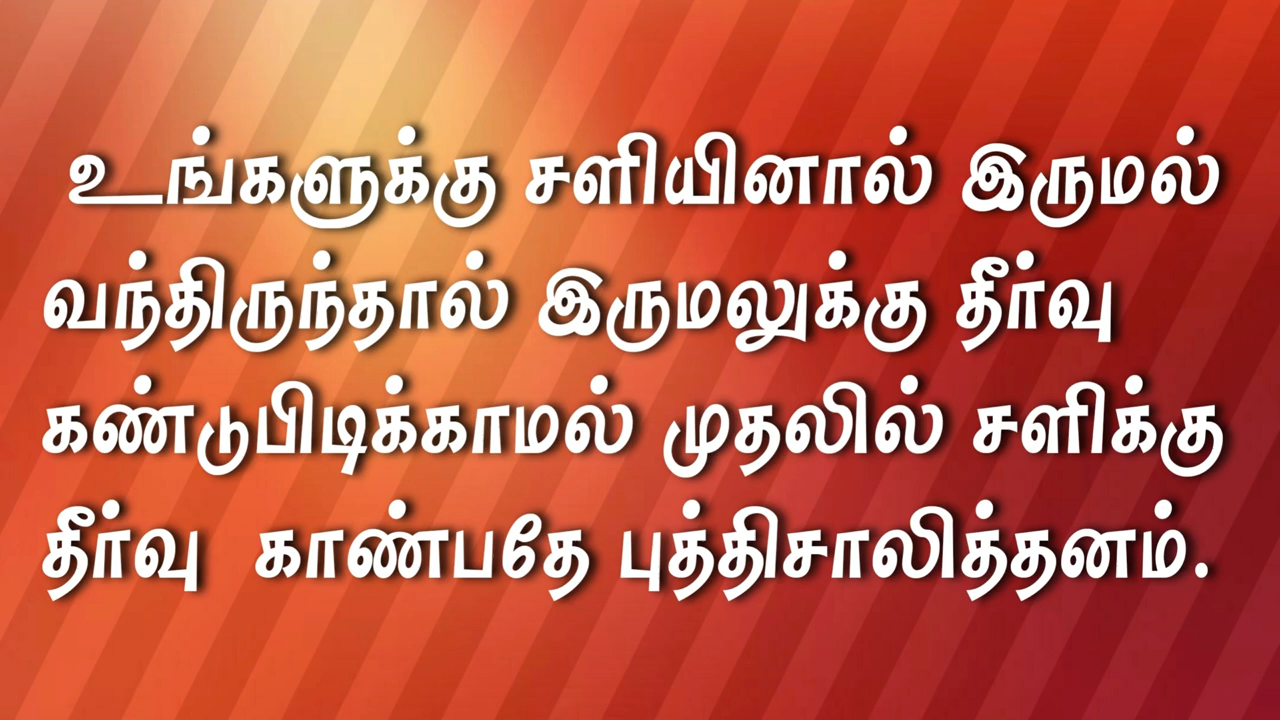 உங்களுக்கு சளியினால் இருமல்
வந்திருந்தால் இருமலுக்கு தீர்வு
கண்டுபிடிக்காமல் முதலில் சளிக்கு
தீர்வு காண்பதே புத்திசாலித்தனம்.